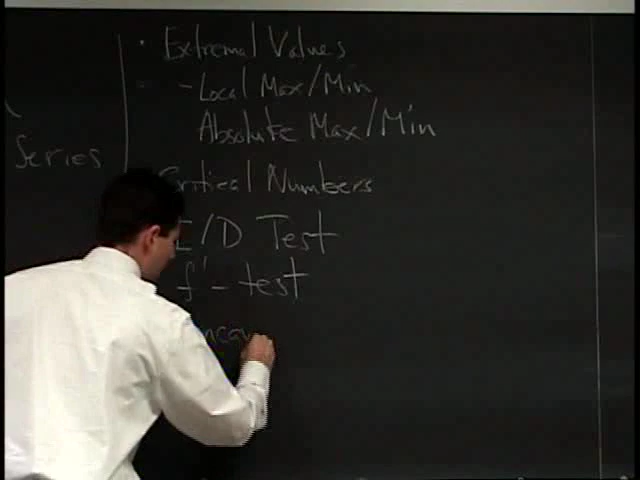 • Extremal Values
- Local Max/Min
Absolute Max/Min
Series
Critical Numbers
I/D Test
f' - test